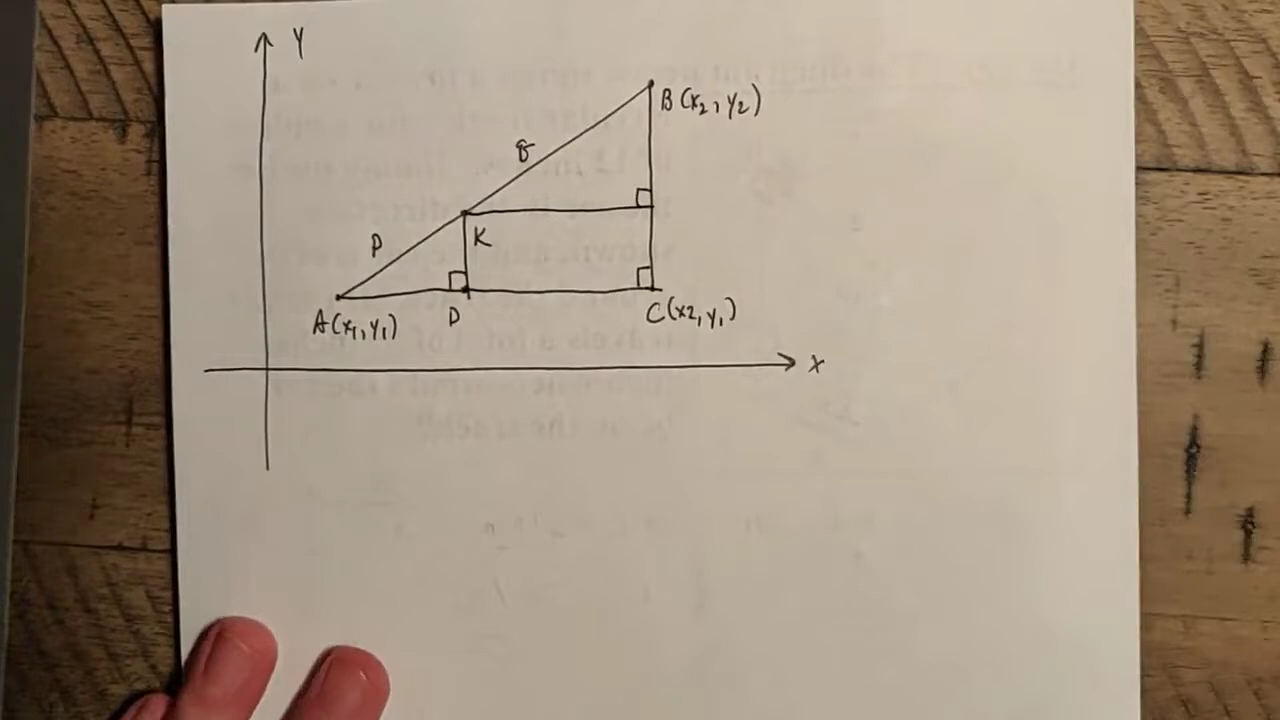 Y
B (x₂, y₂)
q
P
K
A(x₁, y₁)
D
C(x2, y₁)
x